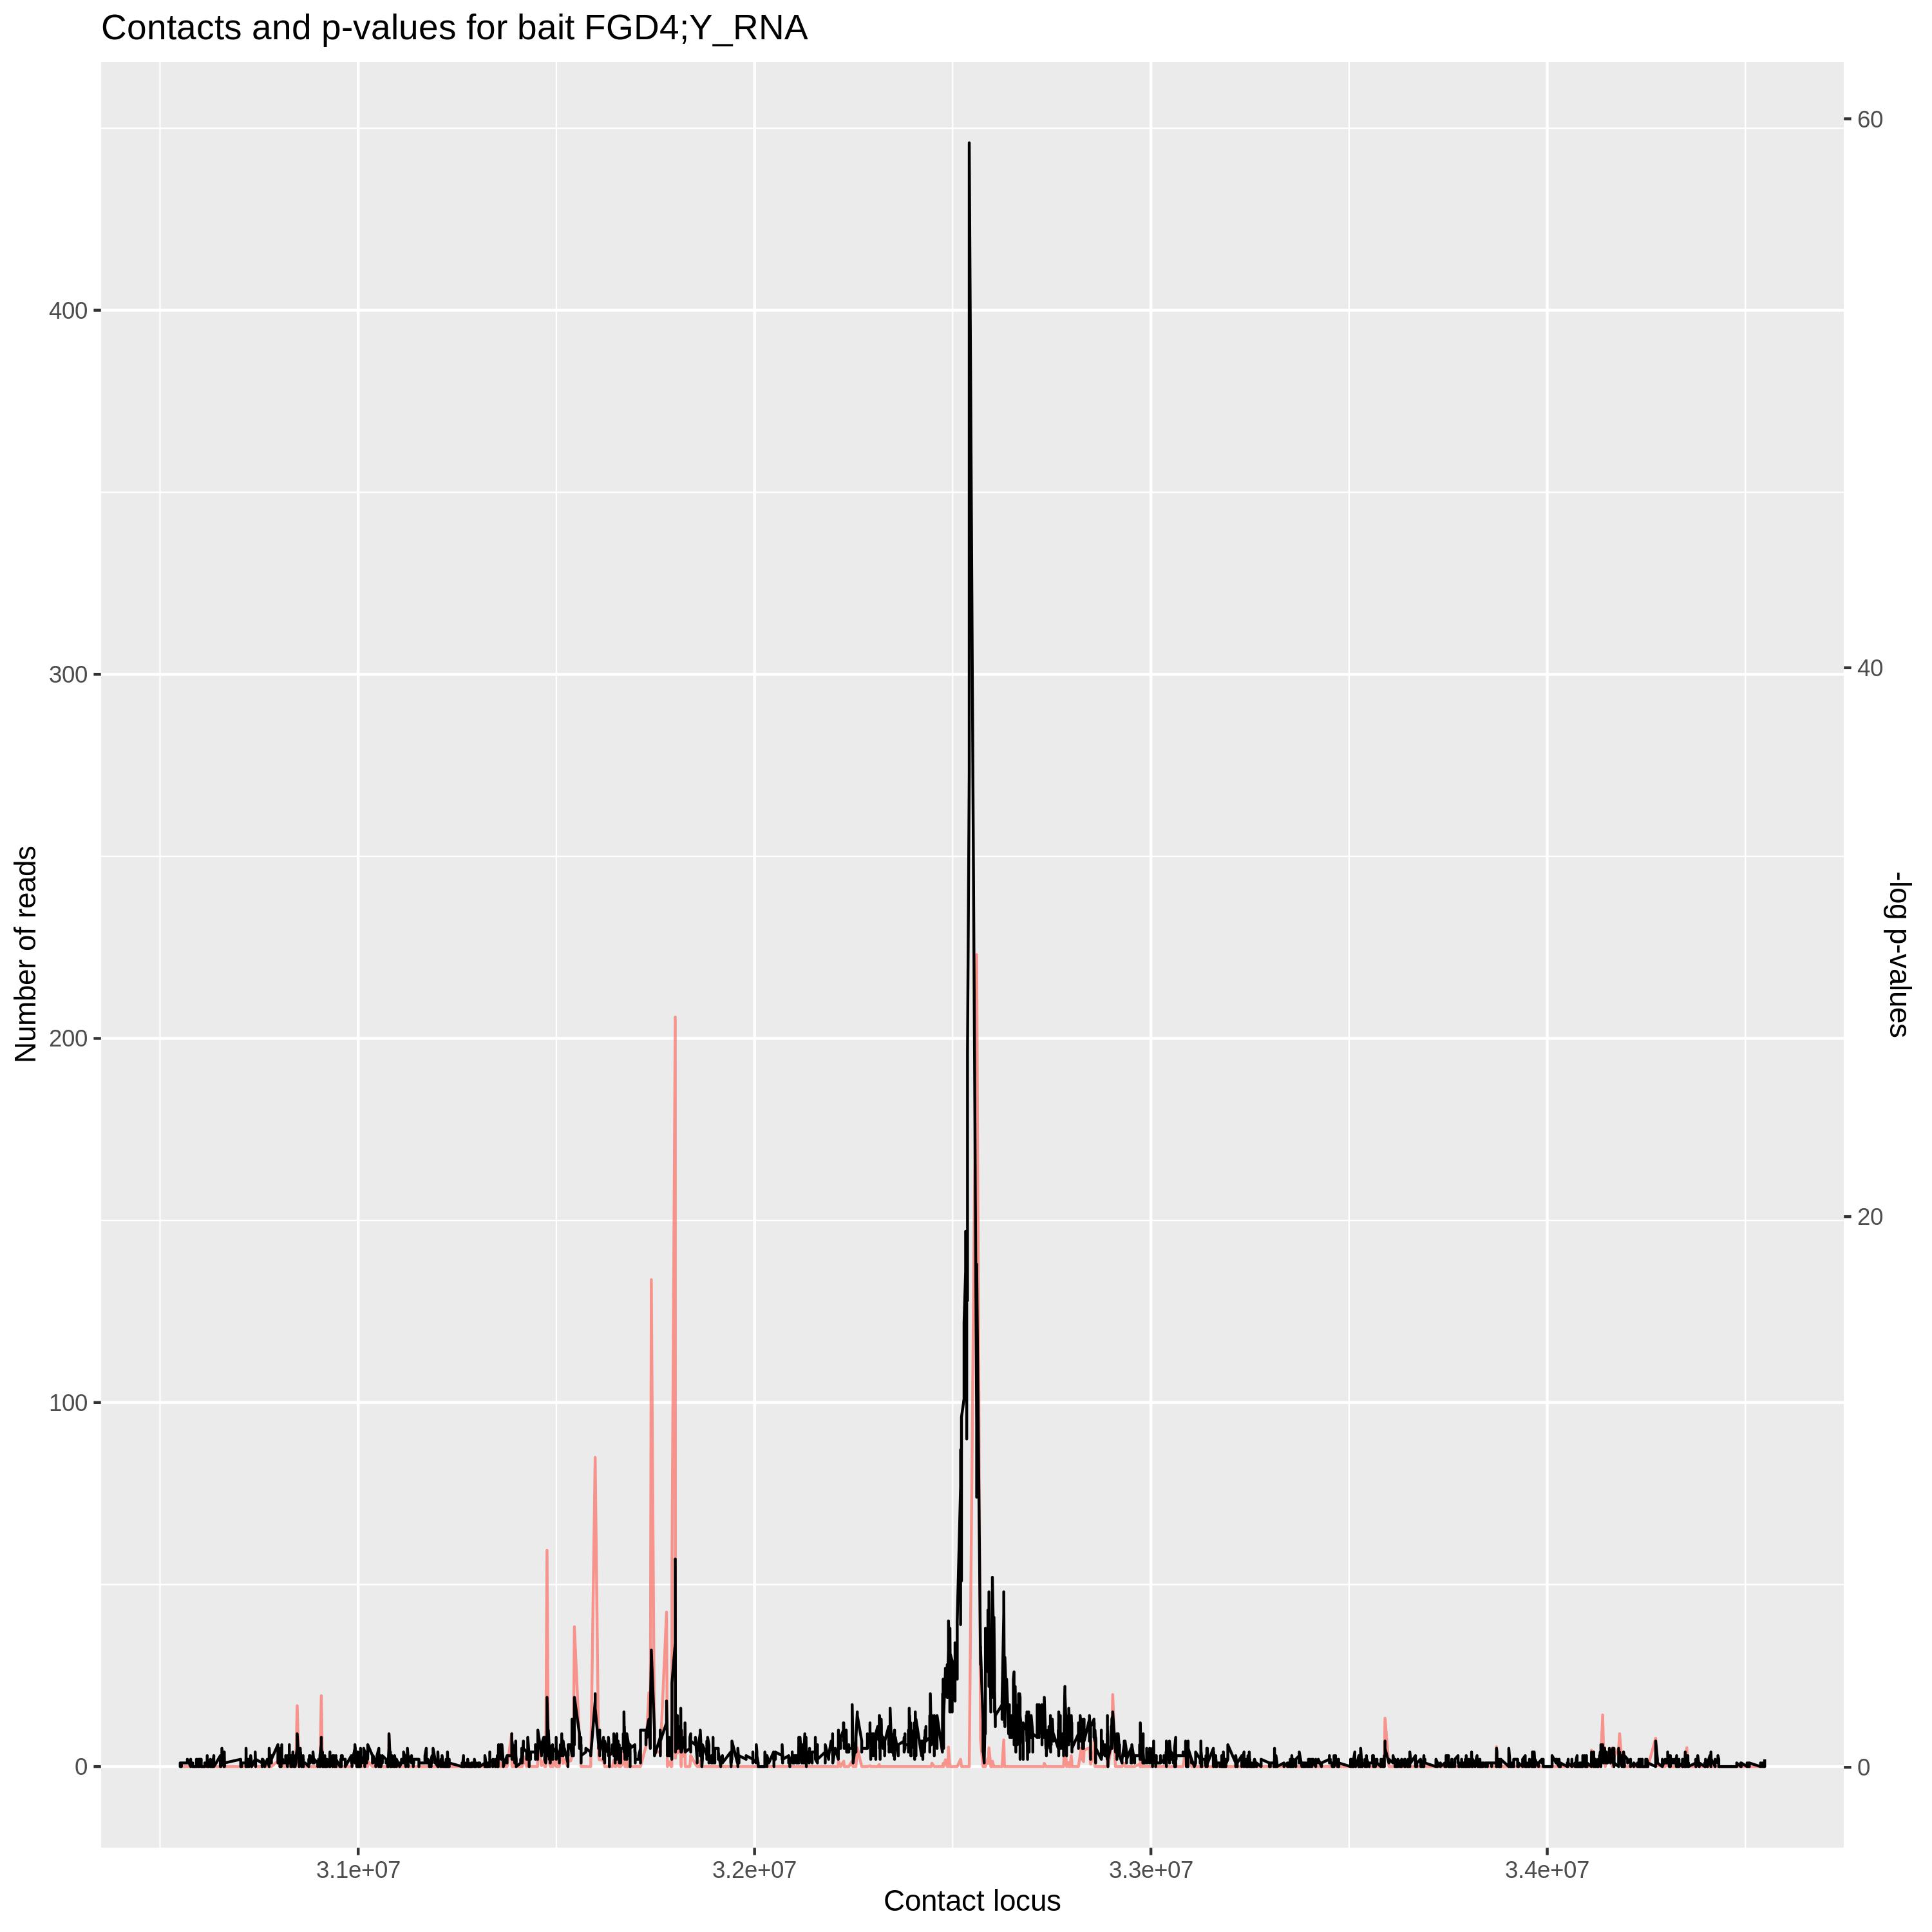 Contacts and p-values for bait FGD4;Y_RNA
Number of reads
400
300
200
100
0
60
40
20
0
-log p-values
3.1e+07
3.2e+07
3.3e+07
3.4e+07
Contact locus